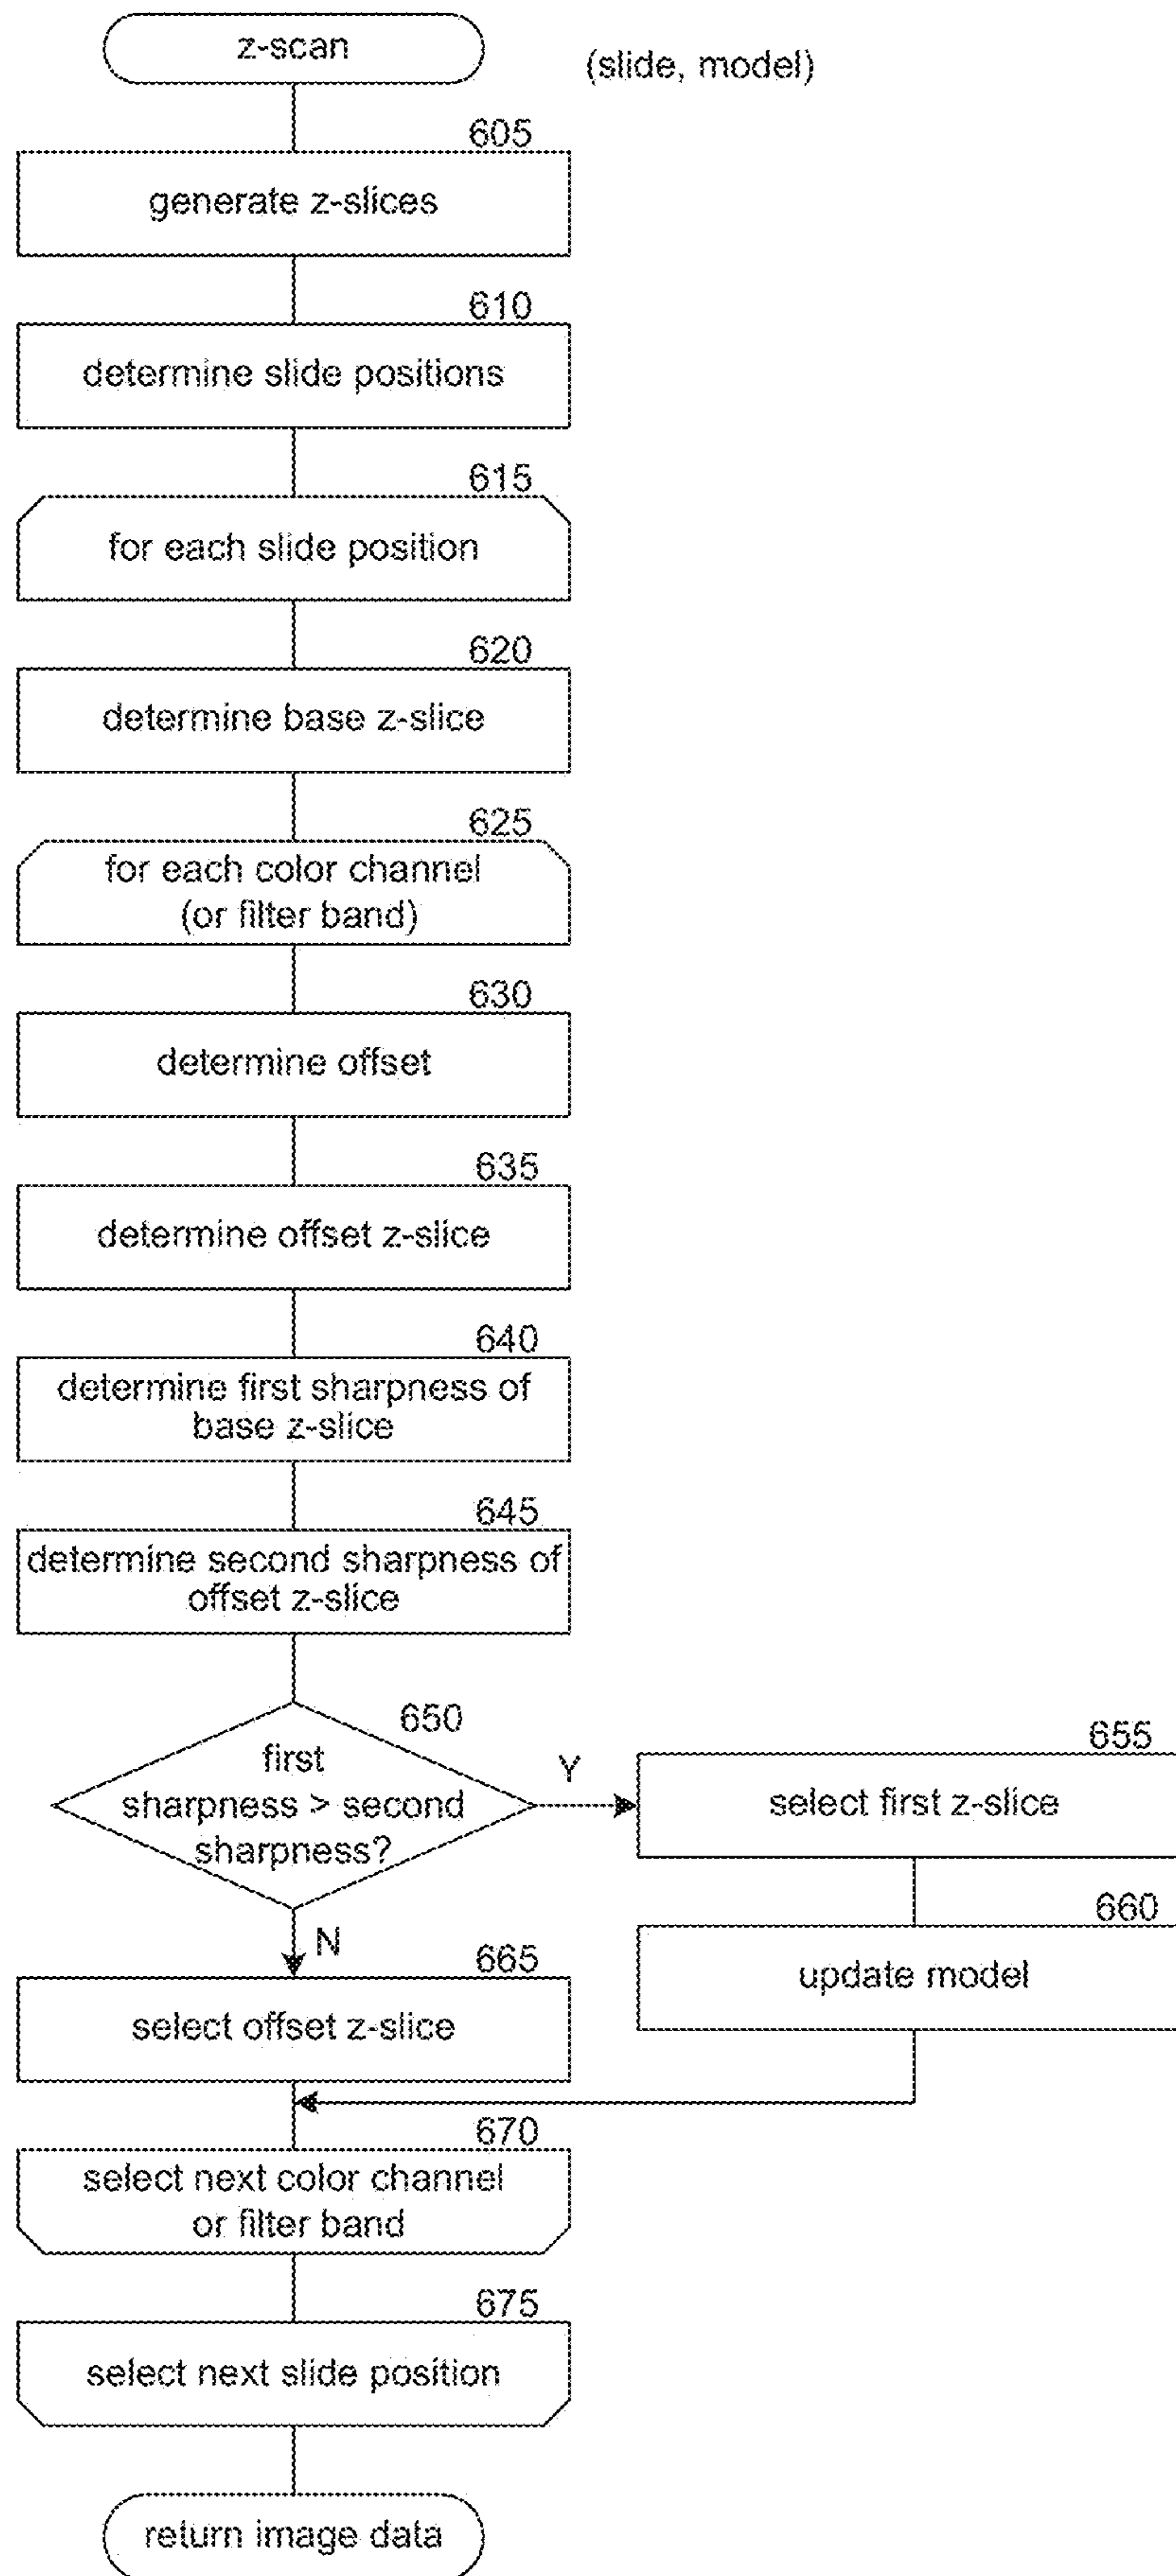 z-scan
(slide, model)
605
generate z-slices
610
determine slide positions
615
for each slide position
620
determine base z-slice
625
for each color channel
(or filter band)
630
determine offset
635
determine offset z-slice
640
determine first sharpness of
base z-slice
645
determine second sharpness of
offset z-slice
650
first
sharpness > second
sharpness?
Y
655
select first z-slice
660
update model
N
665
select offset z-slice
670
select next color channel
or filter band
675
select next slide position
return image data